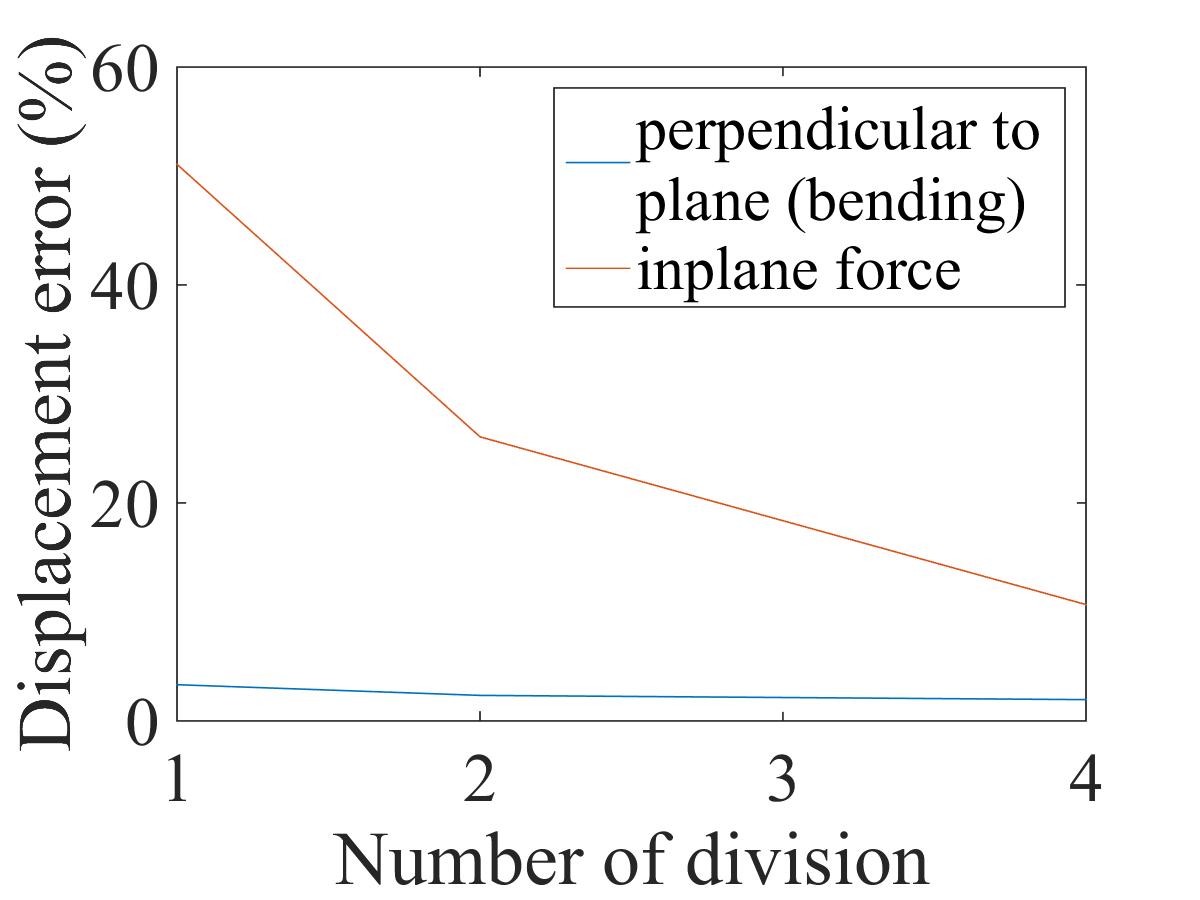 Displacement error (%)
60
40
20
0
perpendicular to
plane (bending)
inplane force
1 2 3 4
Number of division